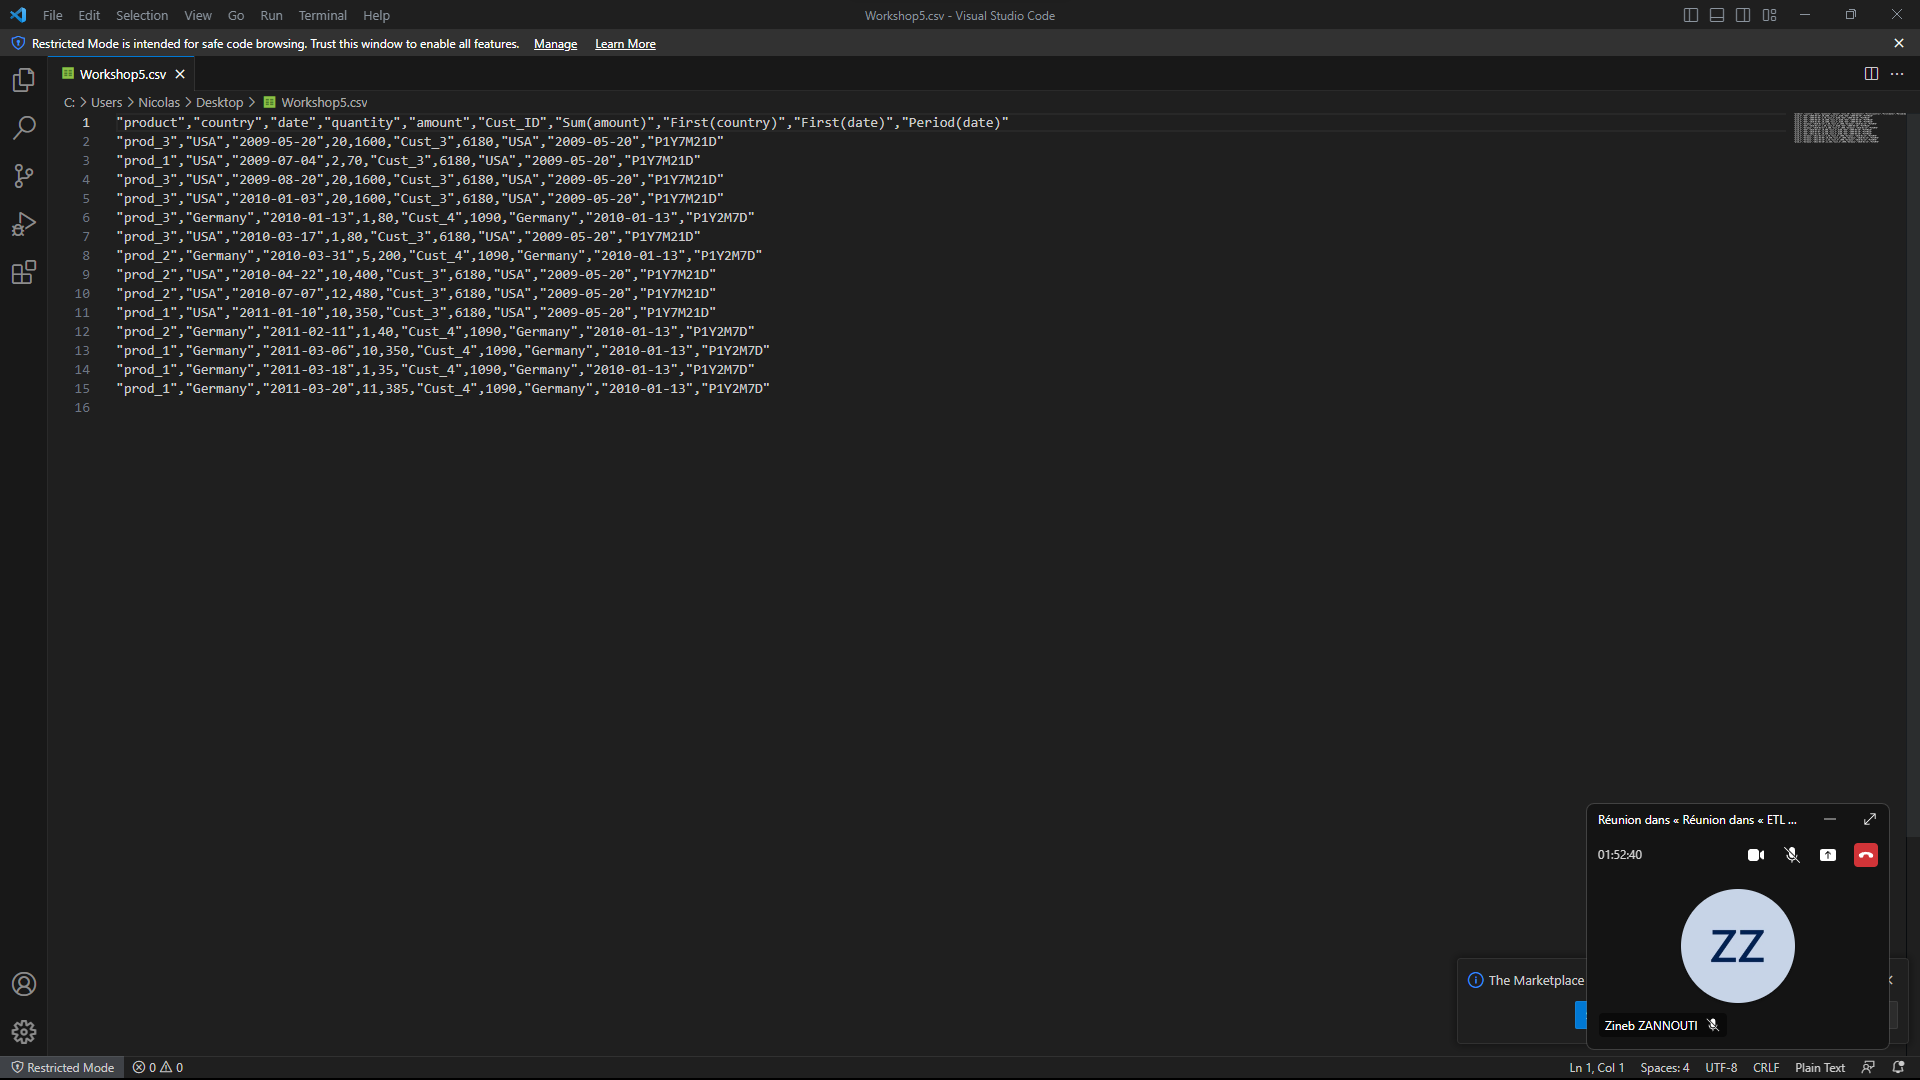 File Edit Selection View Go Run Terminal Help
Workshop5.csv - Visual Studio Code
Restricted Mode is intended for safe code browsing. Trust this window to enable all features. Manage Learn More
Workshop5.csv
C: > Users > Nicolas > Desktop > Workshop5.csv
1 "product","country","date","quantity","amount","Cust_ID","Sum(amount)","First(country)","First(date)","Period(date)"
2 "prod_3","USA","2009-05-20",20,1600,"Cust_3",6180,"USA","2009-05-20","P1Y7M21D"
3 "prod_1","USA","2009-07-04",2,70,"Cust_3",6180,"USA","2009-05-20","P1Y7M21D"
4 "prod_3","USA","2009-08-20",20,1600,"Cust_3",6180,"USA","2009-05-20","P1Y7M21D"
5 "prod_3","USA","2010-01-03",20,1600,"Cust_3",6180,"USA","2009-05-20","P1Y7M21D"
6 "prod_3","Germany","2010-01-13",1,80,"Cust_4",1090,"Germany","2010-01-13","P1Y2M7D"
7 "prod_3","USA","2010-03-17",1,80,"Cust_3",6180,"USA","2009-05-20","P1Y7M21D"
8 "prod_2","Germany","2010-03-31",5,200,"Cust_4",1090,"Germany","2010-01-13","P1Y2M7D"
9 "prod_2","USA","2010-04-22",10,400,"Cust_3",6180,"USA","2009-05-20","P1Y7M21D"
10 "prod_2","USA","2010-07-07",12,480,"Cust_3",6180,"USA","2009-05-20","P1Y7M21D"
11 "prod_1","USA","2011-01-10",10,350,"Cust_3",6180,"USA","2009-05-20","P1Y7M21D"
12 "prod_2","Germany","2011-02-11",1,40,"Cust_4",1090,"Germany","2010-01-13","P1Y2M7D"
13 "prod_1","Germany","2011-03-06",10,350,"Cust_4",1090,"Germany","2010-01-13","P1Y2M7D"
14 "prod_1","Germany","2011-03-18",1,35,"Cust_4",1090,"Germany","2010-01-13","P1Y2M7D"
15 "prod_1","Germany","2011-03-20",11,385,"Cust_4",1090,"Germany","2010-01-13","P1Y2M7D"
16
Réunion dans « Réunion dans « ETL ...
01:52:40
ZZ
The Marketplace
Zineb ZANNOUTI
Restricted Mode 0 0
Ln 1, Col 1 Spaces: 4 UTF-8 CRLF Plain Text